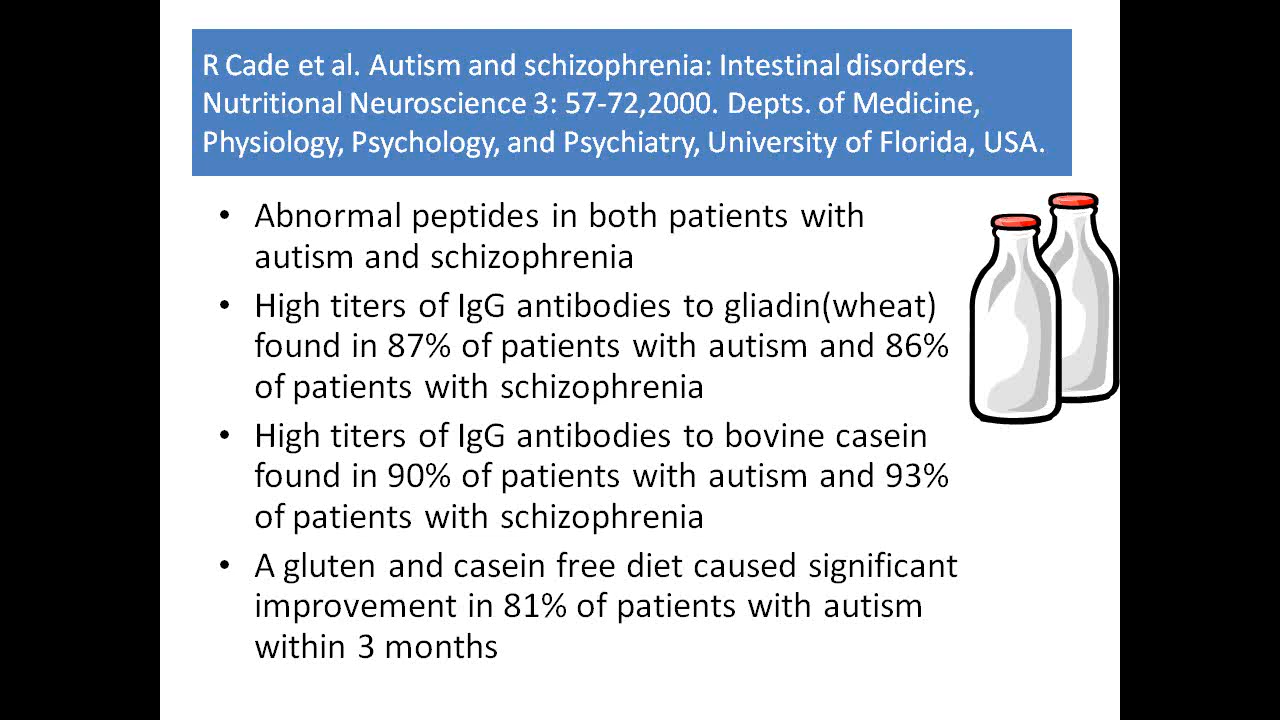 R Cade et al. Autism and schizophrenia: Intestinal disorders.
Nutritional Neuroscience 3: 57-72,2000. Depts. of Medicine,
Physiology, Psychology, and Psychiatry, University of Florida, USA.
• Abnormal peptides in both patients with
autism and schizophrenia
• High titers of IgG antibodies to gliadin(wheat)
found in 87% of patients with autism and 86%
of patients with schizophrenia
• High titers of IgG antibodies to bovine casein
found in 90% of patients with autism and 93%
of patients with schizophrenia
• A gluten and casein free diet caused significant
improvement in 81% of patients with autism
within 3 months